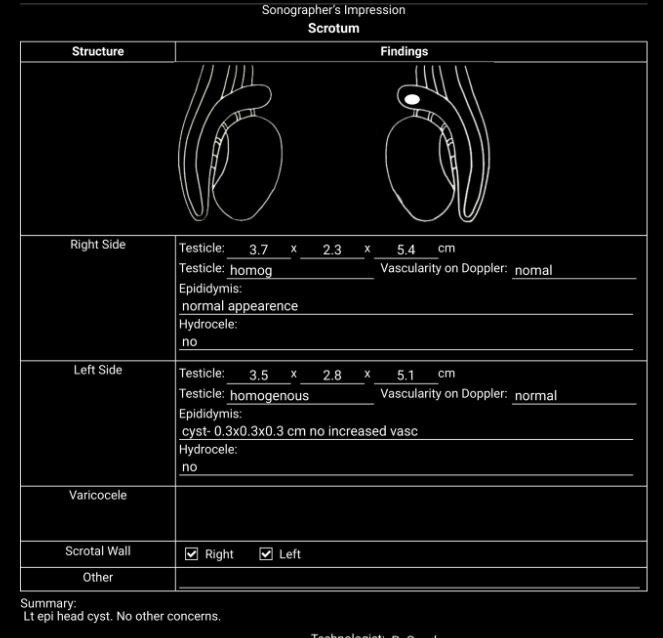 Sonographer's Impression
Scrotum
Structure Findings
Right Side
Testicle: 3.7 x 2.3 x 5.4 cm
Testicle: homog Vascularity on Doppler: nomal
Epididymis:
normal appearence
Hydrocele:
no
Left Side
Testicle: 3.5 x 2.8 x 5.1 cm
Testicle: homogenous Vascularity on Doppler: normal
Epididymis:
cyst- 0.3x0.3x0.3 cm no increased vasc
Hydrocele:
no
Varicocele
Scrotal Wall Right Left
Other
Summary:
Lt epi head cyst. No other concerns.